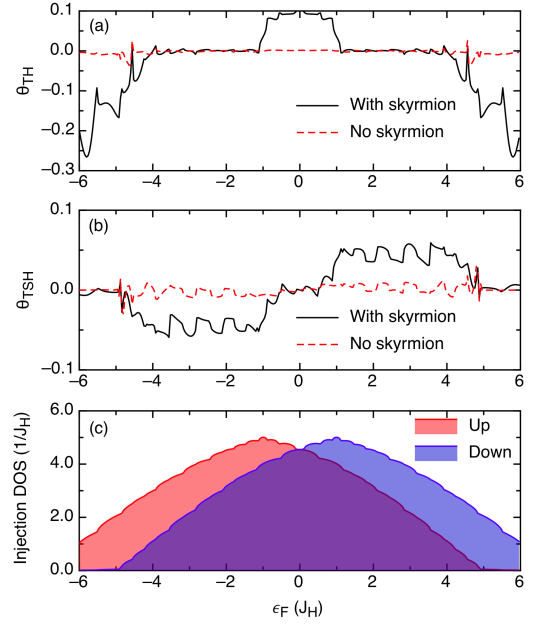 (a)
0.1
0.0
−0.1
−0.2
−0.3
θTH
With skyrmion
No skyrmion
−6 −4 −2 0 2 4 6
(b)
0.1
0.0
−0.1
θTSH
With skyrmion
No skyrmion
−6 −4 −2 0 2 4 6
(c)
6.0
4.0
2.0
0.0
Injection DOS (1/JH)
Up
Down
−6 −4 −2 0 2 4 6
ϵF (JH)